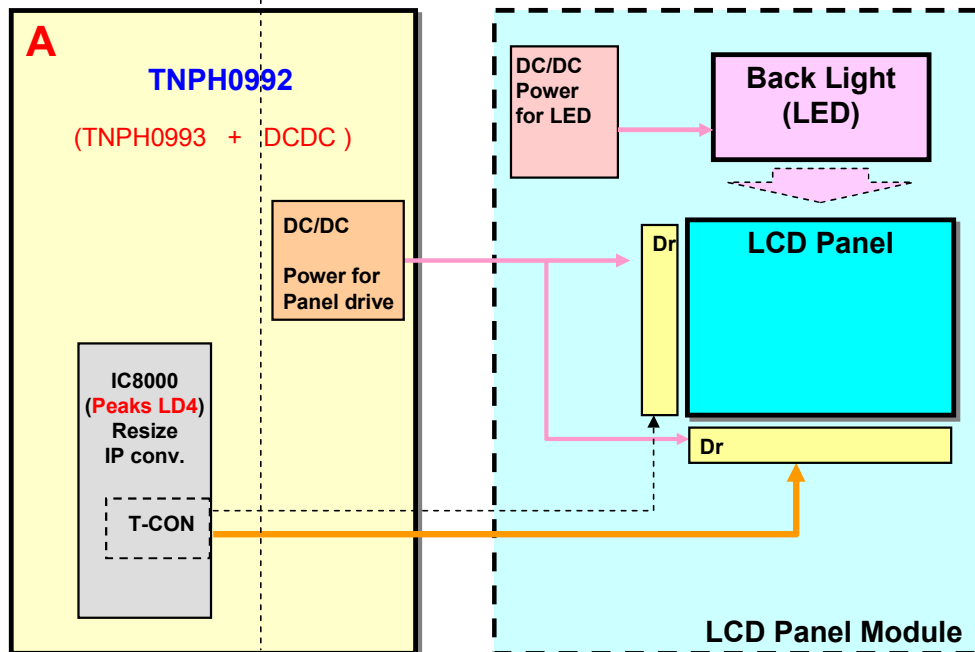 A
TNPH0992
(TNPH0993 + DCDC )
DC/DC
Power for
Panel drive
IC8000
(Peaks LD4)
Resize
IP conv.
T-CON
DC/DC
Power
for LED
Back Light
(LED)
Dr
LCD Panel
Dr
LCD Panel Module